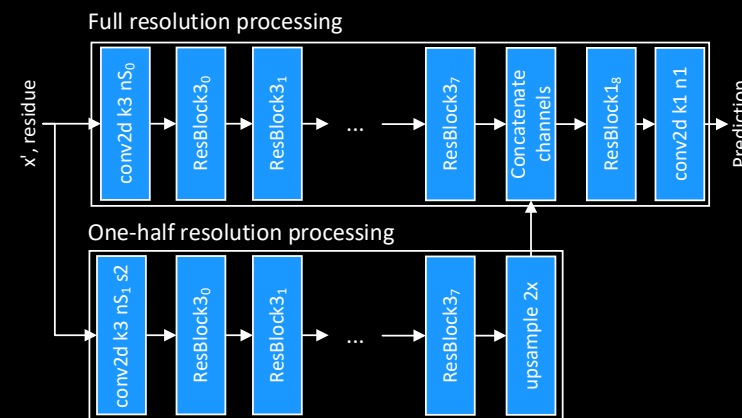 Full resolution processing
x', residue
conv2d k3 nS₀
ResBlock3₀
ResBlock3₁
...
ResBlock3₇
Concatenate
channels
ResBlock1₈
conv2d k1 n1
Prediction
One-half resolution processing
conv2d k3 nS₁ s2
ResBlock3₀
ResBlock3₁
...
ResBlock3₇
upsample 2x